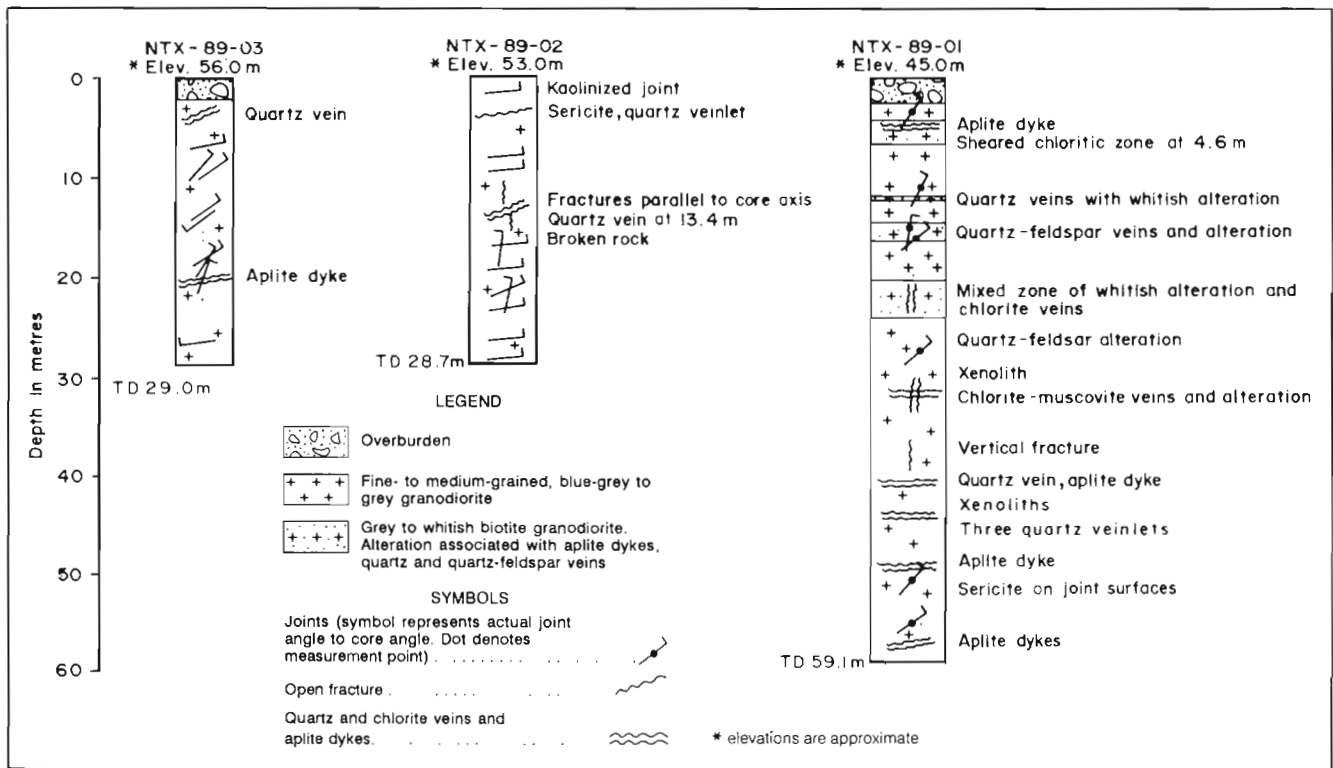 NTX-89-03
* Elev. 56.0m
NTX-89-02
* Elev. 53.0m
NTX-89-01
* Elev. 45.0m
Depth in metres
0
10
20
30
40
50
60
Quartz vein
Aplite dyke
TD 29.0m
Kaolinized joint
Sericite, quartz veinlet
Fractures parallel to core axis
Quartz vein at 13.4 m
Broken rock
TD 28.7m
Aplite dyke
Sheared chloritic zone at 4.6 m
Quartz veins with whitish alteration
Quartz-feldspar veins and alteration
Mixed zone of whitish alteration and
chlorite veins
Quartz-feldsar alteration
Xenolith
Chlorite-muscovite veins and alteration
Vertical fracture
Quartz vein, aplite dyke
Xenoliths
Three quartz veinlets
Aplite dyke
Sericite on joint surfaces
Aplite dykes
TD 59.1m
LEGEND
Overburden
Fine- to medium-grained, blue-grey to
grey granodiorite
Grey to whitish biotite granodiorite.
Alteration associated with aplite dykes,
quartz and quartz-feldspar veins
SYMBOLS
Joints (symbol represents actual joint
angle to core angle. Dot denotes
measurement point)
Open fracture
Quartz and chlorite veins and
aplite dykes.
* elevations are approximate